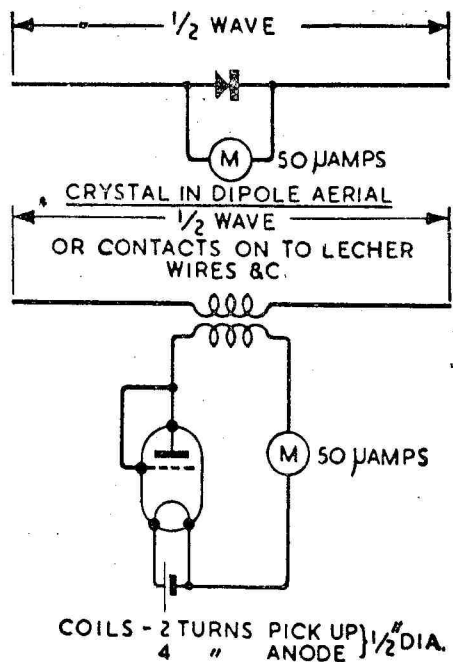 ½ WAVE
M 50 µAMPS
CRYSTAL IN DIPOLE AERIAL
½ WAVE
OR CONTACTS ON TO LECHER
WIRES &C.
M 50 µAMPS
COILS - 2 TURNS PICK UP } ½" DIA.
4 " ANODE